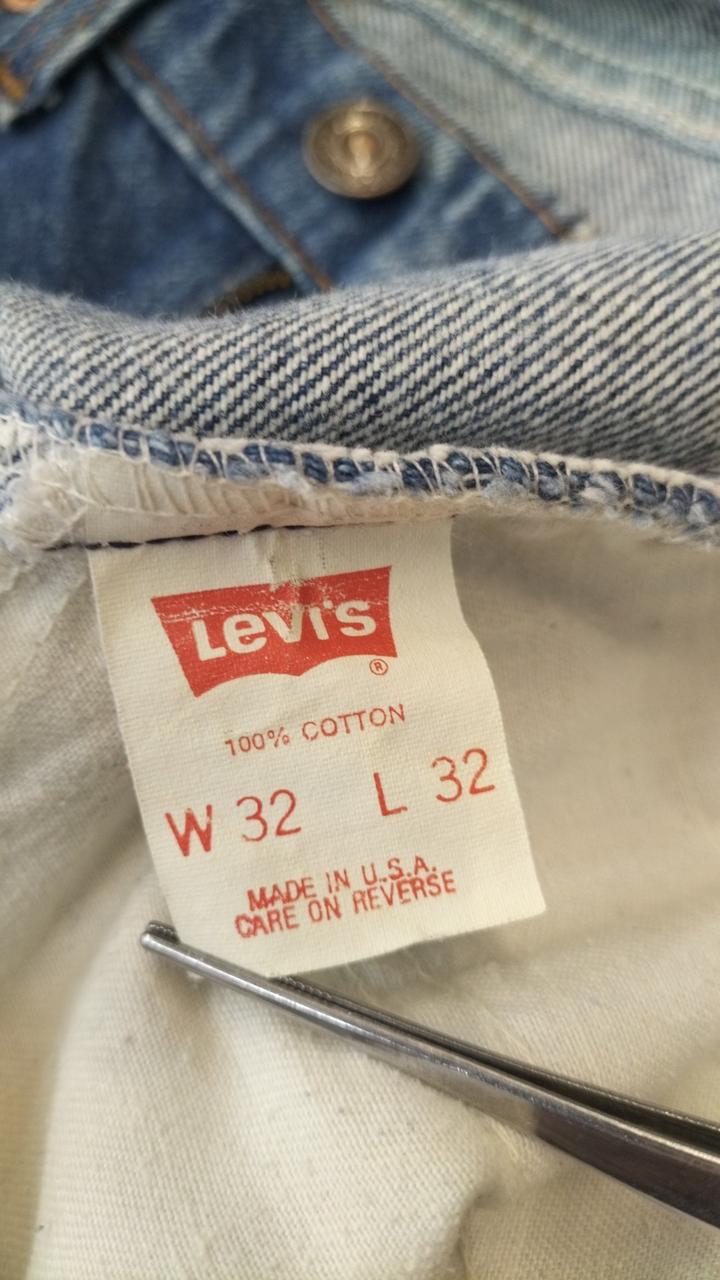 Levi's
®
100% COTTON
W 32 L 32
MADE IN U.S.A.
CARE ON REVERSE